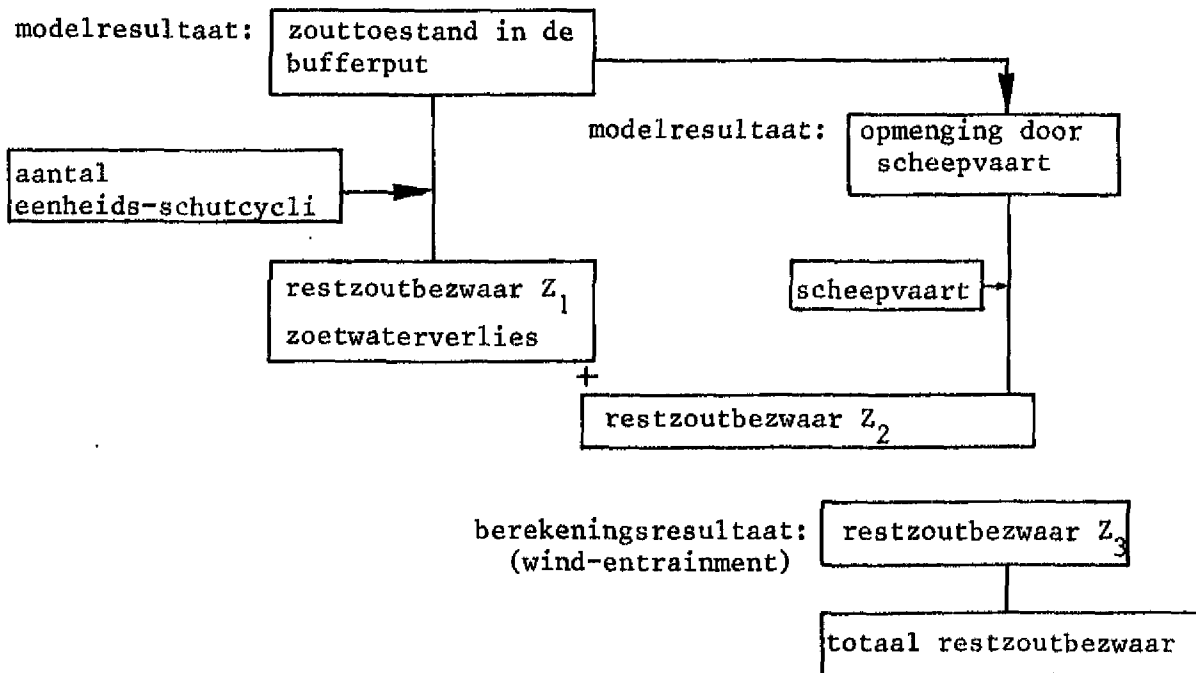 modelresultaat:
zouttoestand in de
bufferput
modelresultaat:
opmenging door
scheepvaart
aantal
eenheids-schutcycli
restzoutbezwaar Z1
zoetwaterverlies
scheepvaart
+
restzoutbezwaar Z2
berekeningsresultaat:
(wind-entrainment)
restzoutbezwaar Z3
totaal restzoutbezwaar